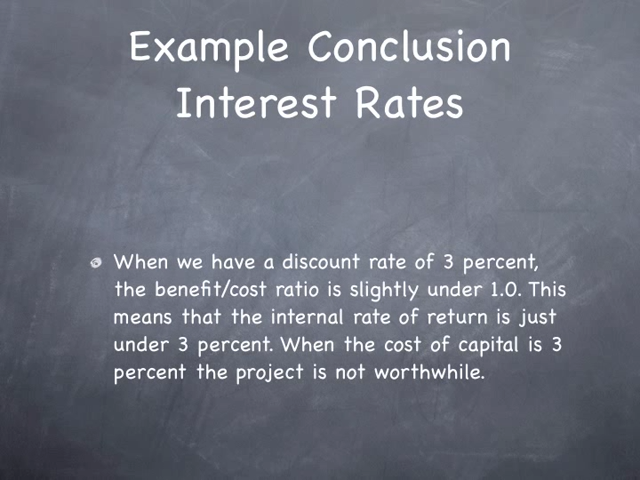 Example Conclusion
Interest Rates
When we have a discount rate of 3 percent,
the benefit/cost ratio is slightly under 1.0. This
means that the internal rate of return is just
under 3 percent. When the cost of capital is 3
percent the project is not worthwhile.